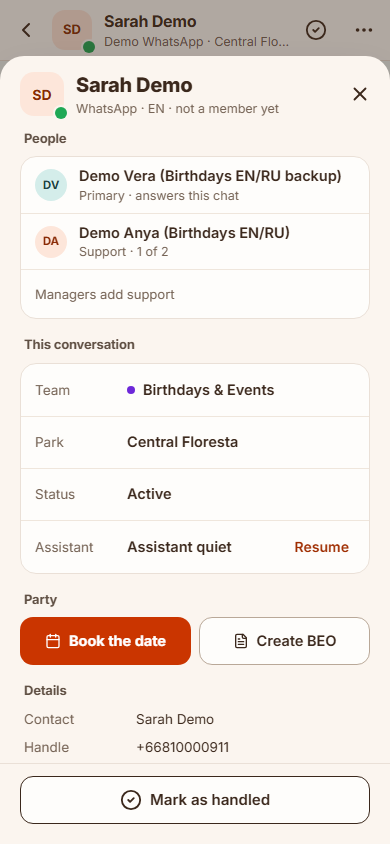 SD
Sarah Demo
Demo WhatsApp · Central Flo...
SD
Sarah Demo
WhatsApp · EN · not a member yet
People
DV
Demo Vera (Birthdays EN/RU backup)
Primary · answers this chat
DA
Demo Anya (Birthdays EN/RU)
Support · 1 of 2
Managers add support
This conversation
Team
Birthdays & Events
Park
Central Floresta
Status
Active
Assistant
Assistant quiet
Resume
Party
Book the date
Create BEO
Details
Contact
Sarah Demo
Handle
+66810000911
Mark as handled